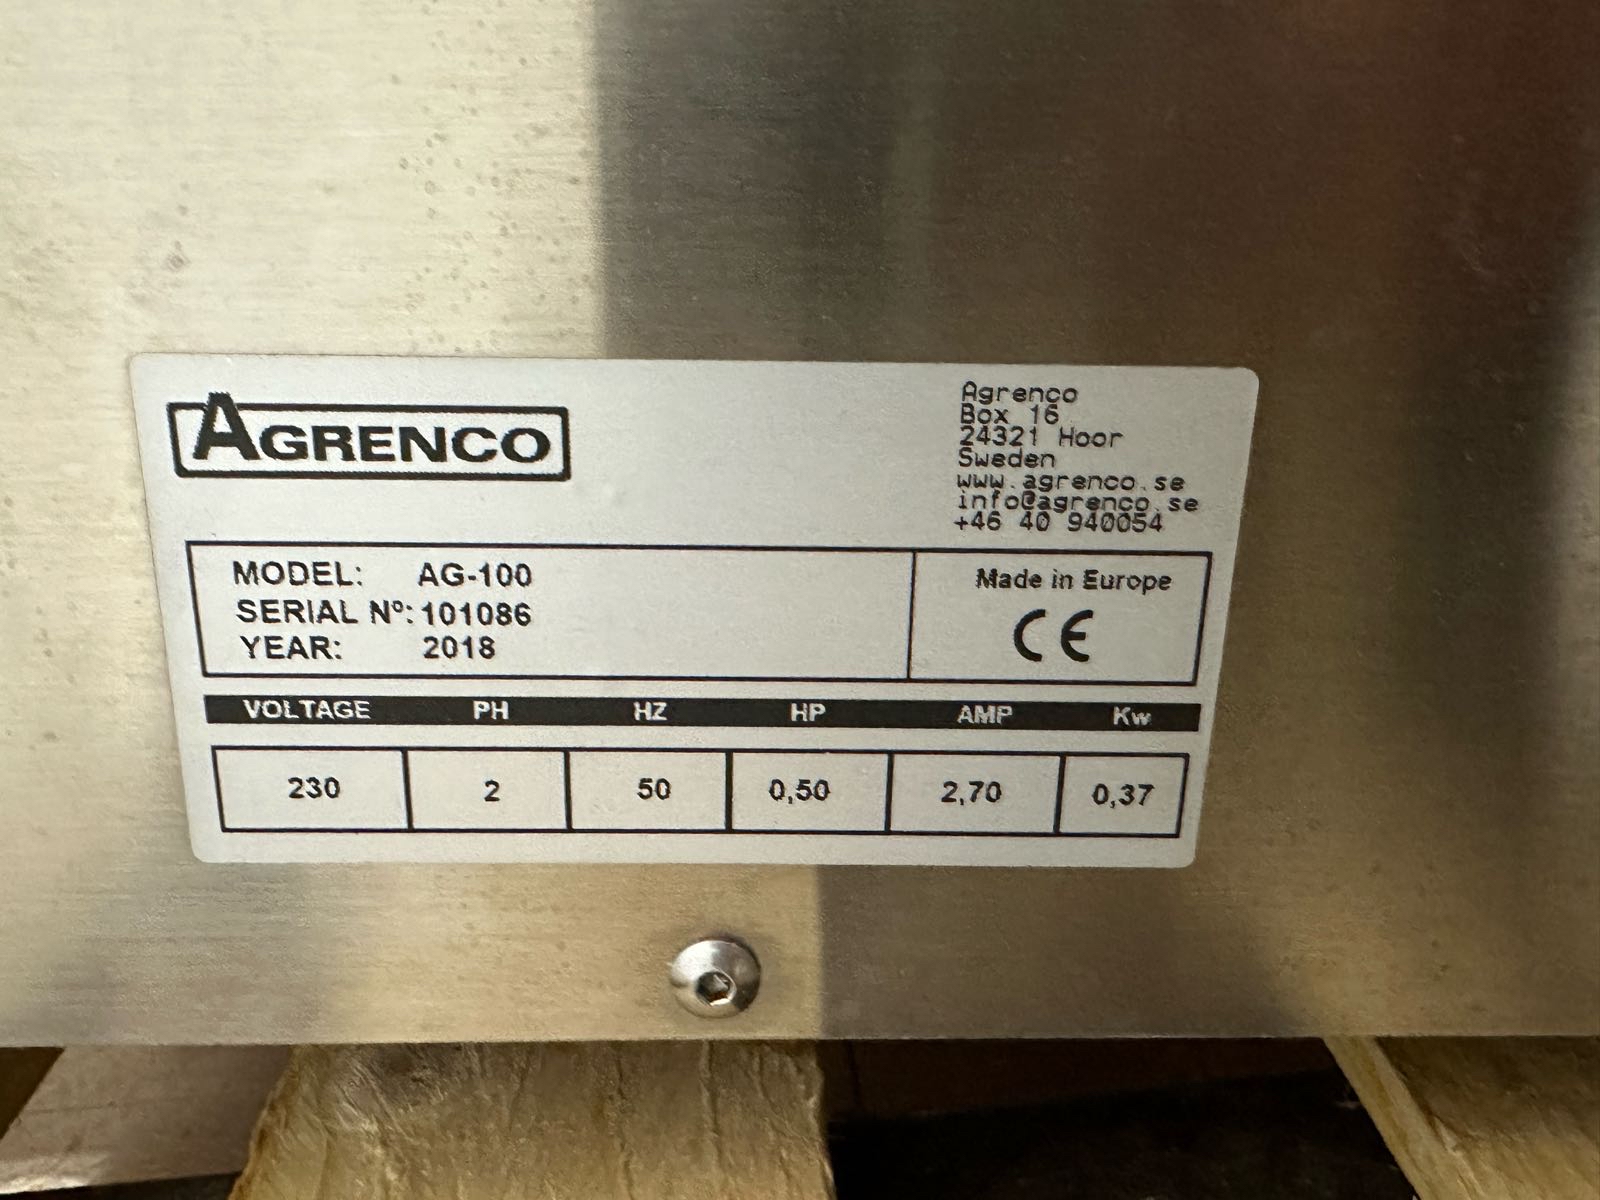 AGRENCO
Agrenco
Box 16
24321 Hoor
Sweden
www.agrenco.se
info@agrenco.se
+46 40 940054
MODEL: AG-100
SERIAL Nº: 101086
YEAR: 2018
Made in Europe
CE
VOLTAGE PH HZ HP AMP Kw
230 2 50 0,50 2,70 0,37